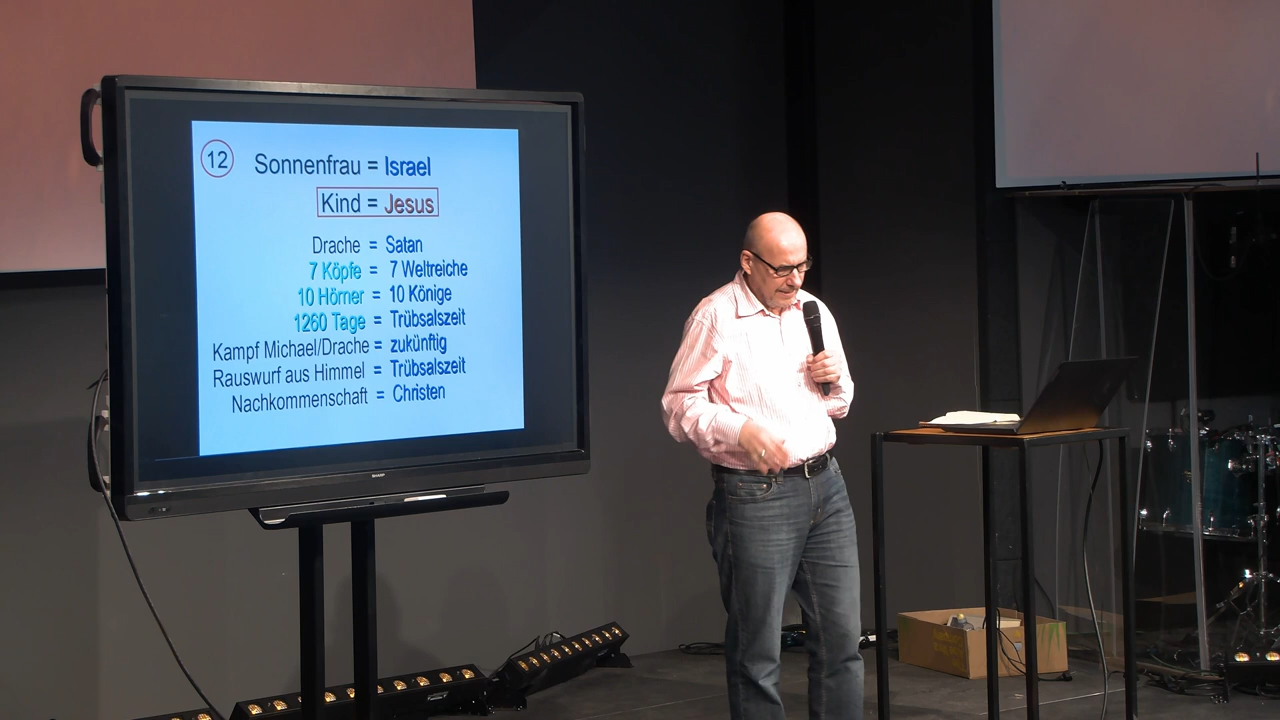 12
Sonnenfrau = Israel
Kind = Jesus
Drache = Satan
7 Köpfe = 7 Weltreiche
10 Hörner = 10 Könige
1260 Tage = Trübsalszeit
Kampf Michael/Drache = zukünftig
Rauswurf aus Himmel = Trübsalszeit
Nachkommenschaft = Christen
SHARP